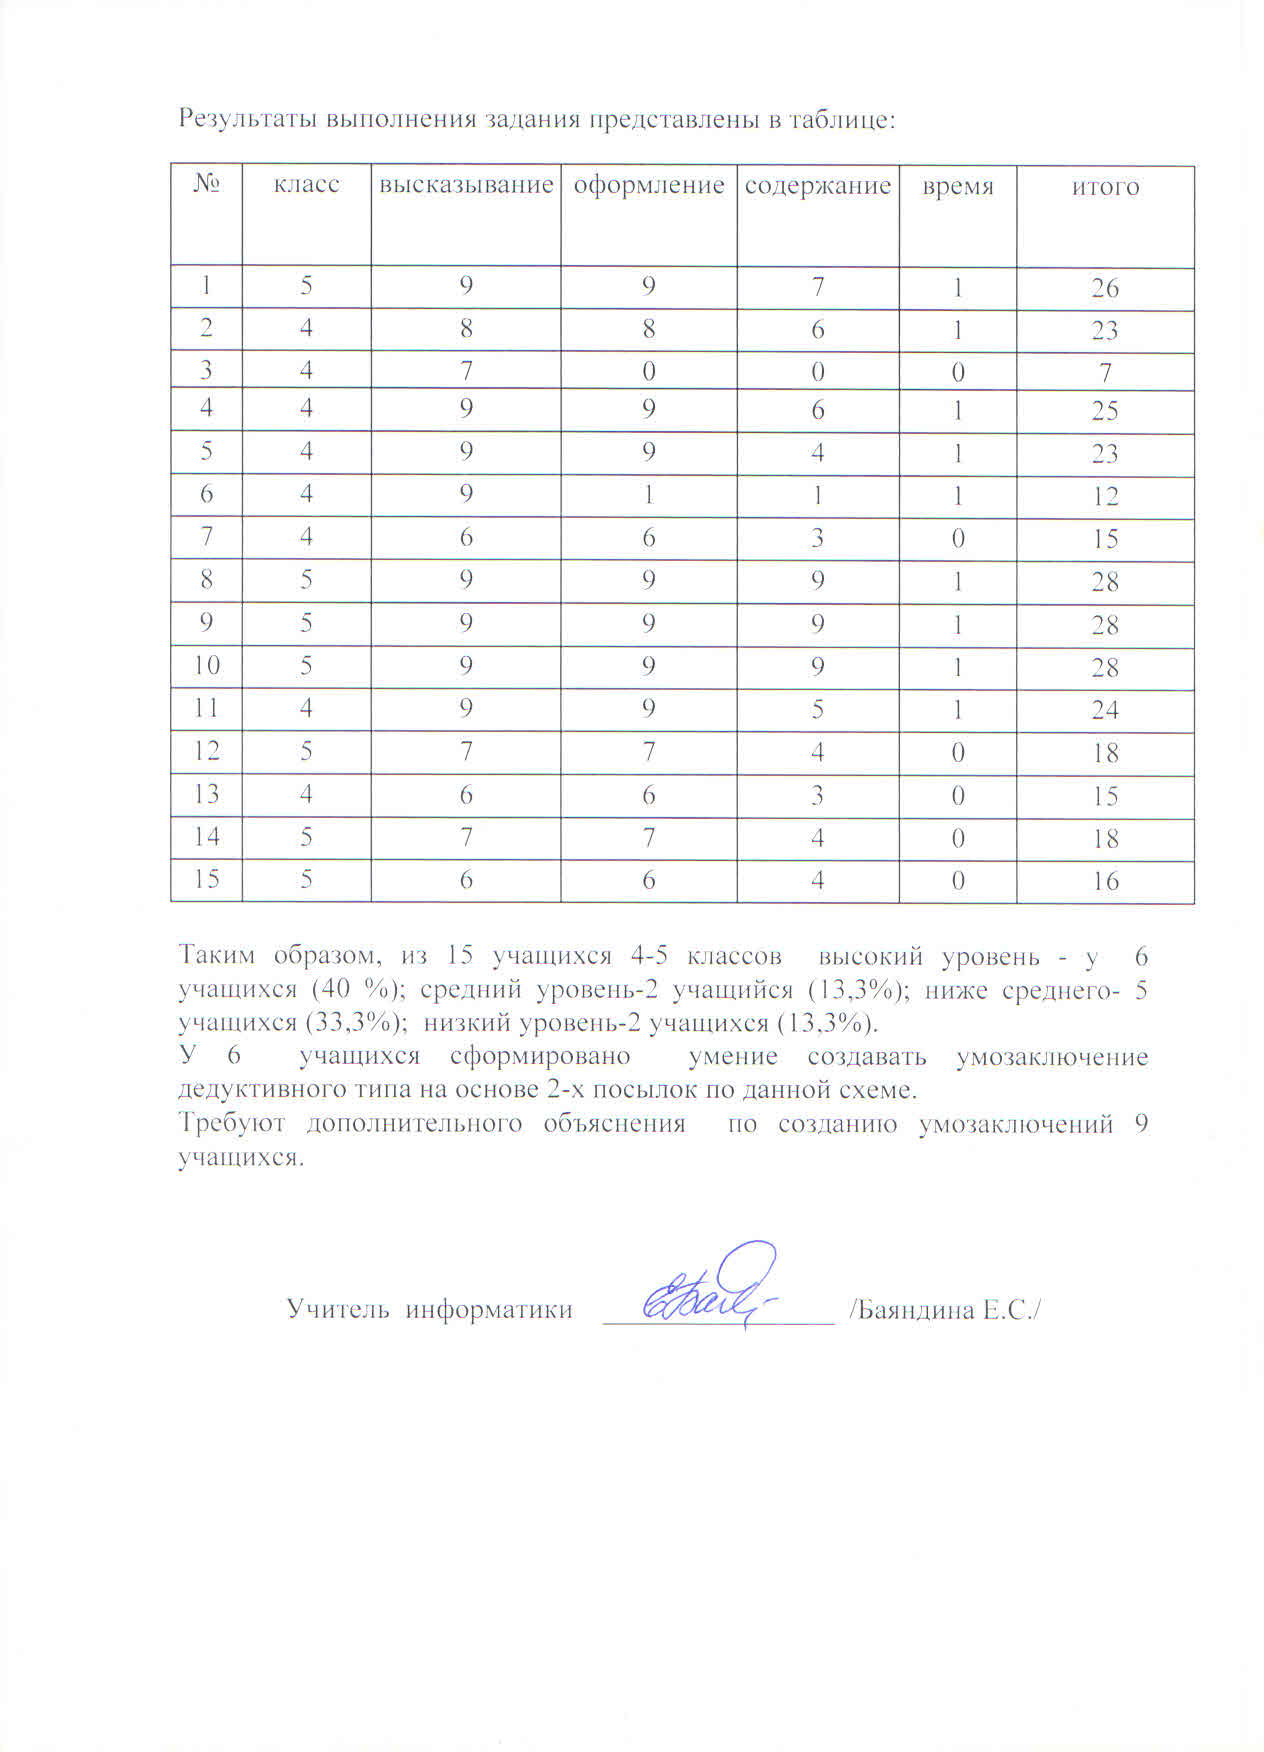 Результаты выполнения задания представлены в таблице:
№ класс высказывание оформление содержание время итого
1 5 9 9 7 1 26
2 4 8 8 6 1 23
3 4 7 0 0 0 7
4 4 9 9 6 1 25
5 4 9 9 4 1 23
6 4 9 1 1 1 12
7 4 6 6 3 0 15
8 5 9 9 9 1 28
9 5 9 9 9 1 28
10 5 9 9 9 1 28
11 4 9 9 5 1 24
12 5 7 7 4 0 18
13 4 6 6 3 0 15
14 5 7 7 4 0 18
15 5 6 6 4 0 16
Таким образом, из 15 учащихся 4-5 классов высокий уровень - у 6
учащихся (40 %); средний уровень-2 учащийся (13,3%); ниже среднего- 5
учащихся (33,3%); низкий уровень-2 учащихся (13,3%).
У 6 учащихся сформировано умение создавать умозаключение
дедуктивного типа на основе 2-х посылок по данной схеме.
Требуют дополнительного объяснения по созданию умозаключений 9
учащихся.
Учитель информатики /Баяндина Е.С./